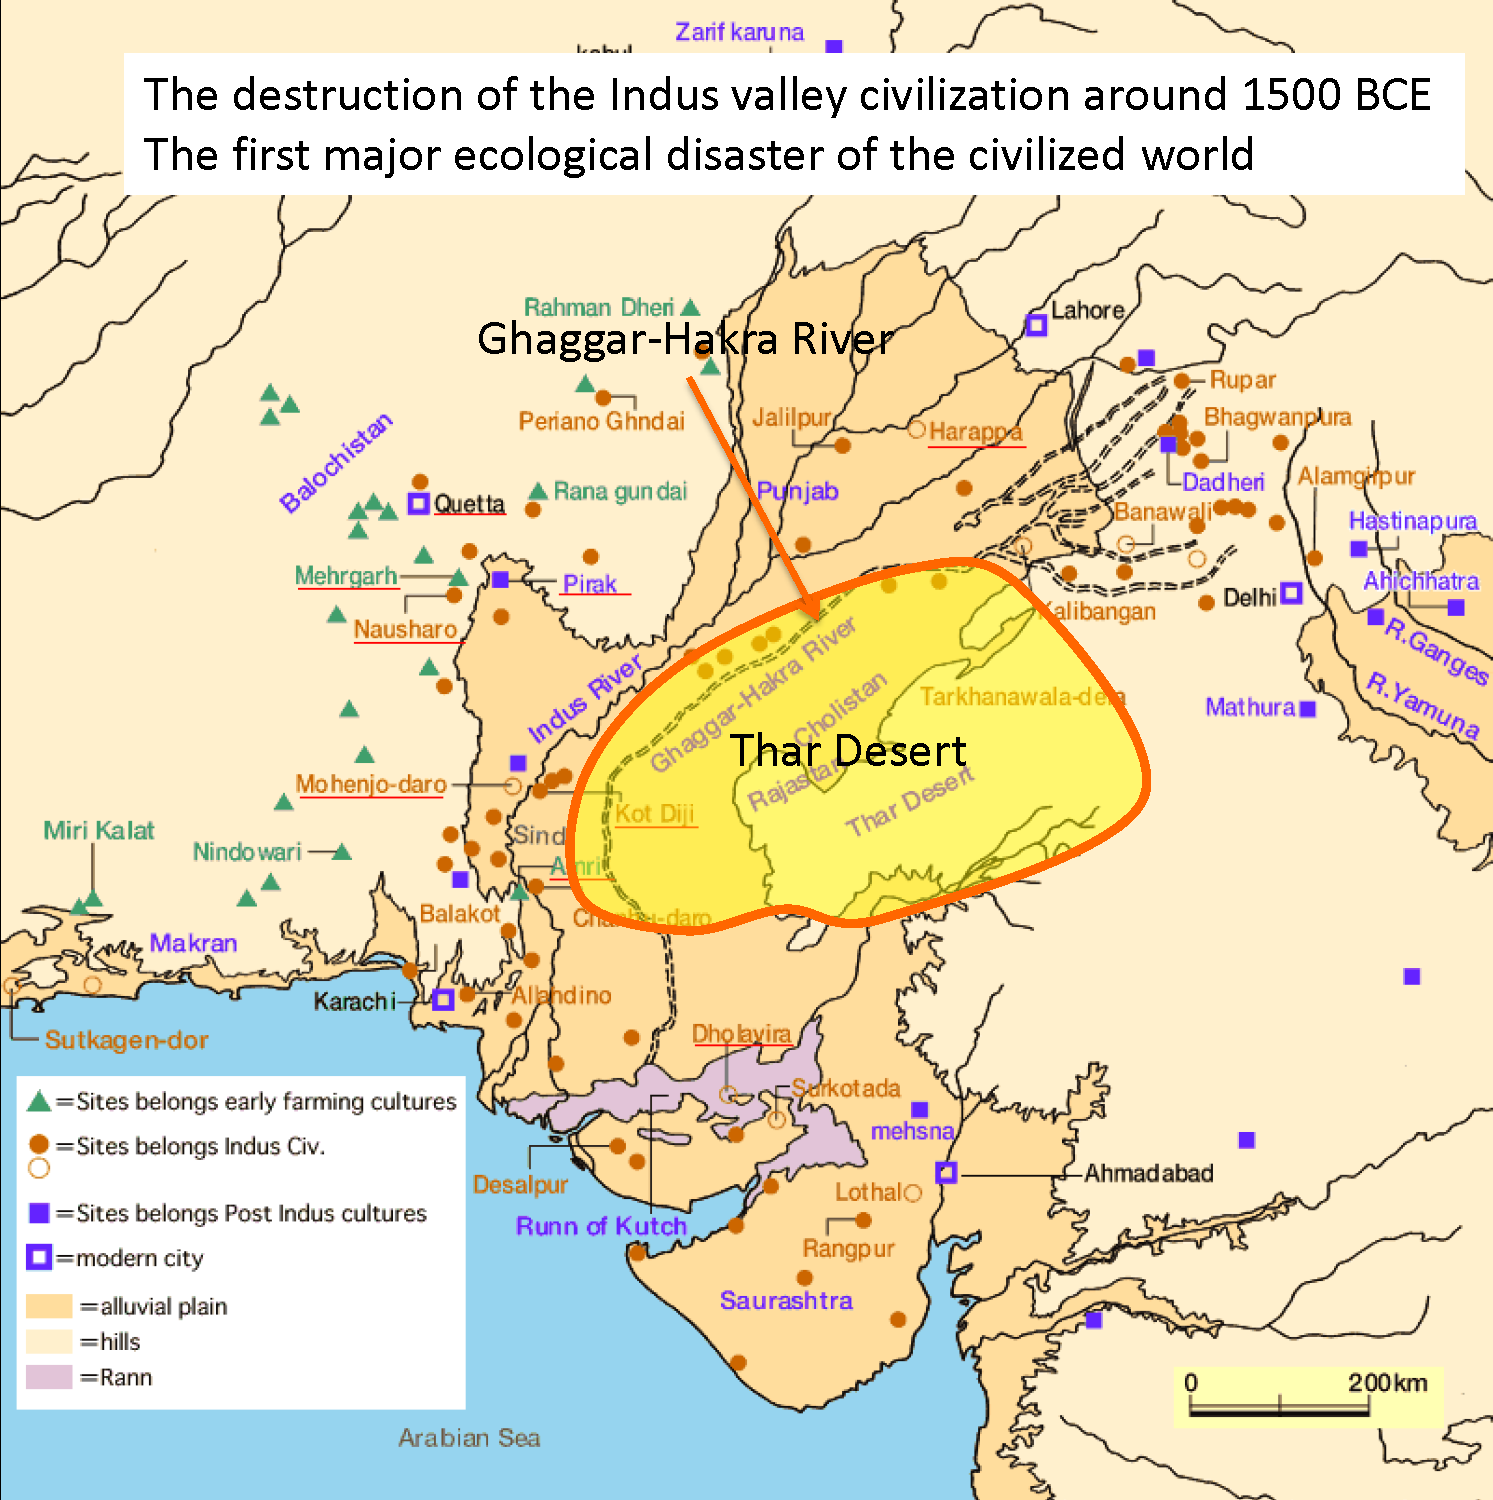 Zarif karuna
The destruction of the Indus valley civilization around 1500 BCE
The first major ecological disaster of the civilized world
Rahman Dheri
Lahore
Ghaggar-Hakra River
Rupar
Periano Ghndai
Jalilpur
Harappa
Bhagwanpura
Balochistan
Alamgirpur
Quetta
Rana gundai
Punjab
Dadheri
Banawali
Hastinapura
Mehrgarh
Pirak
Ahichhatra
Delhi
Kalibangan
Nausharo
R.Ganges
Indus River
Ghaggar-Hakra River
Cholistan
Tarkhanawala-dera
Mathura
R.Yamuna
Thar Desert
Mohenjo-daro
Rajastan
Thar Desert
Kot Diji
Miri Kalat
Nindowari
Sind
Amri
Balakot
Chanhu-daro
Makran
Karachi
Allahdino
Sutkagen-dor
Dholavira
Surkotada
mehsna
Desalpur
Ahmadabad
Lothal
Runn of Kutch
Rangpur
Saurashtra
=Sites belongs early farming cultures
=Sites belongs Indus Civ.
=Sites belongs Post Indus cultures
=modern city
=alluvial plain
=hills
=Rann
0 200km
Arabian Sea